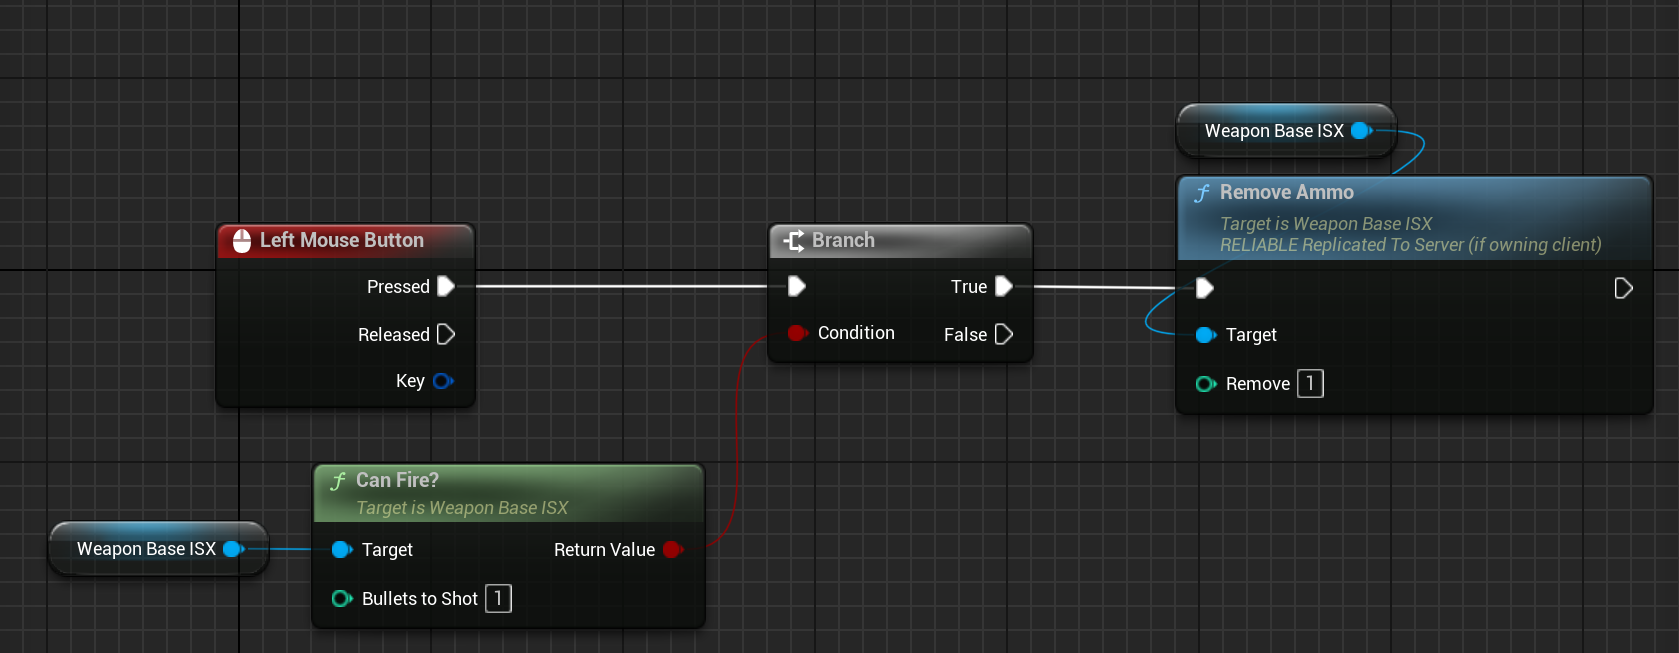 Weapon Base ISX
Remove Ammo
Target is Weapon Base ISX
RELIABLE Replicated To Server (if owning client)
Target
Remove 1
Left Mouse Button
Pressed
Released
Key
Branch
True
Condition
False
Can Fire?
Target is Weapon Base ISX
Weapon Base ISX
Target
Return Value
Bullets to Shot 1